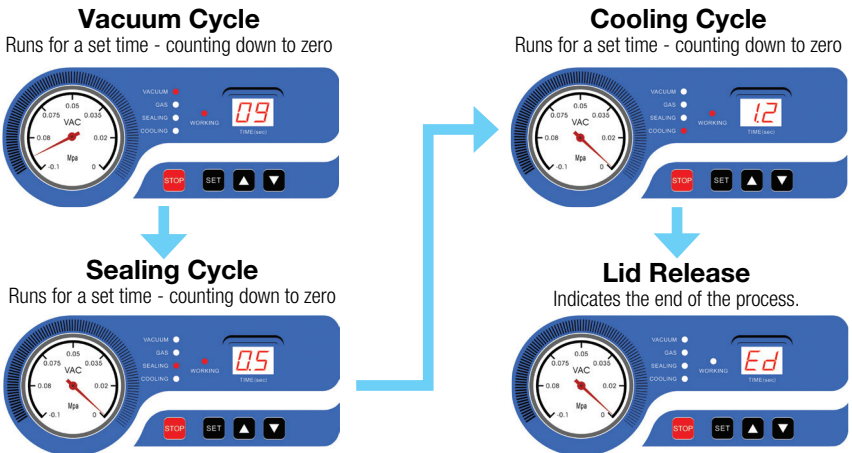 Vacuum Cycle
Runs for a set time - counting down to zero
0.05
0.075
0.035
VAC
0.08
0.02
Mpa
-0.1
0
VACUUM
GAS
SEALING
COOLING
WORKING
09
TIME(sec)
STOP
SET
Sealing Cycle
Runs for a set time - counting down to zero
0.05
0.075
0.035
VAC
0.08
0.02
Mpa
-0.1
0
VACUUM
GAS
SEALING
COOLING
WORKING
0.5
TIME(sec)
STOP
SET
Cooling Cycle
Runs for a set time - counting down to zero
0.05
0.075
0.035
VAC
0.08
0.02
Mpa
-0.1
0
VACUUM
GAS
SEALING
COOLING
WORKING
1.2
TIME(sec)
STOP
SET
Lid Release
Indicates the end of the process.
0.05
0.075
0.035
VAC
0.08
0.02
Mpa
-0.1
0
VACUUM
GAS
SEALING
COOLING
WORKING
Ed
TIME(sec)
STOP
SET